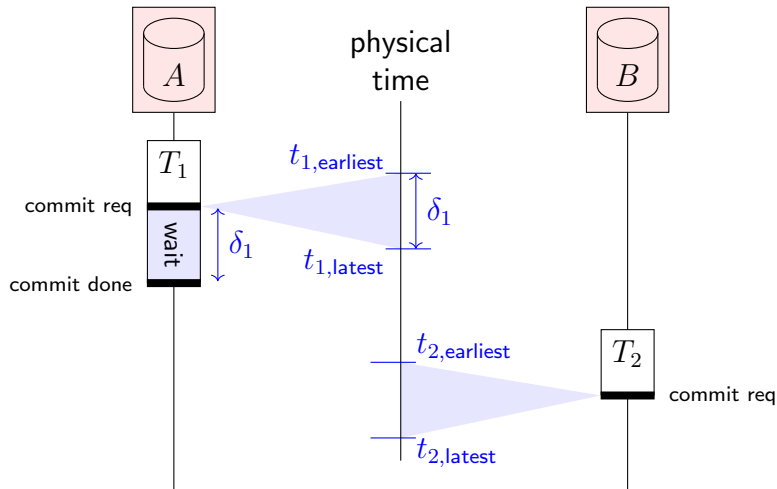 A
physical
time
B
T1
t1,earliest
commit req
wait
δ1
δ1
t1,latest
commit done
t2,earliest
T2
commit req
t2,latest